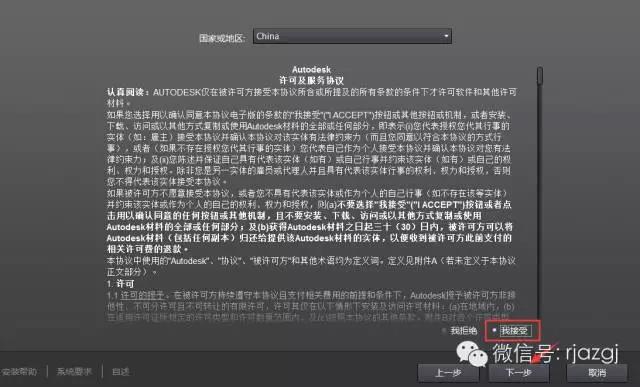 国家或地区: China
Autodesk
许可及服务协议
认真阅读：AUTODESK仅在被许可方接受本协议所含或所提及的所有条款的条件下才许可软件和其他许可
材料。
如果您选择用以确认同意本协议电子版的条款的"我接受"("I ACCEPT")按钮或其他按钮或机制，或者安装、
下载、访问或以其他方式复制或使用Autodesk材料的全部或任何部分，即表示(i)您代表授权您代其行事的
实体（如：雇主）接受本协议并确认本协议对该实体有法律约束力（而且您同意以符合本协议的方式行
事），或者（如果不存在授权您代其行事的实体）您代表自己作为个人接受本协议并确认本协议对您有法
律约束力；及(ii)您陈述并保证自己具有代表该实体（如有）或自己行事并约束该实体（如有）或自己的权
利、权力和授权。除非您是另一实体的雇员或代理人并且具有代表该实体行事的权利、权力和授权，否则
您不得代表该实体接受本协议。
如果被许可方不愿意接受本协议，或者您不具有代表该实体或作为个人的自己行事（如不存在该等实体）
并约束该实体或作为个人的自己的权利、权力和授权，则(a)不要选择"我接受"("I ACCEPT")按钮或者点
击用以确认同意的任何按钮或其他机制，且不要安装、下载、访问或以其他方式复制或使用
Autodesk材料的全部或任何部分；及(b)获得Autodesk材料之日起三十（30）日内，被许可方可以将
Autodesk材料（包括任何副本）归还给提供该Autodesk材料的实体，以便收到被许可方此前支付的
相关许可费的退款。
本协议中使用的"Autodesk"、"协议"、"被许可方"和其他术语均为定义词。定义见附件A（若未定义于本协议
正文部分）。
1. 许可
1.1 许可的授予。在被许可方持续遵守本协议且支付相关费用的前提和条件下，Autodesk授予被许可方非排
他性、不可分许可且不可转让的有限许可，许可其仅在以下情形下安装及访问许可材料：(a)在地域内，(b)
我拒绝 我接受
微信号: rjazgj
安装帮助 | 系统要求 | 自述 上一步 下一步 取消